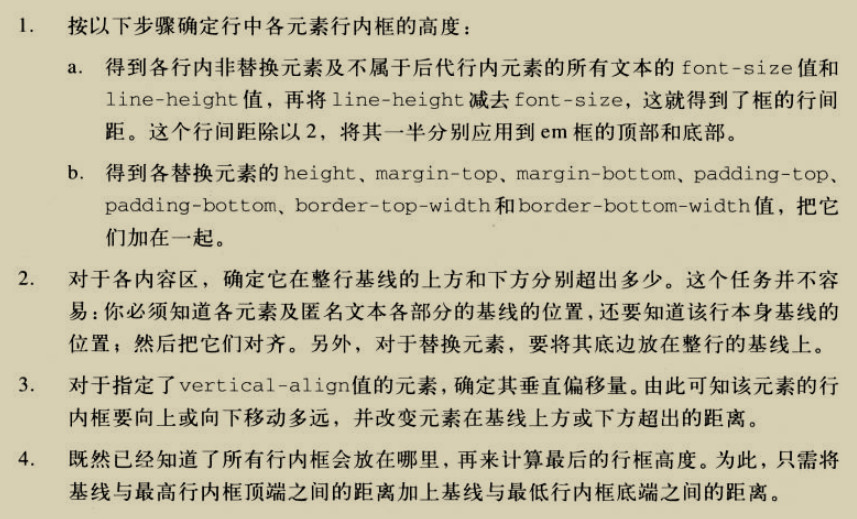 1. 按以下步骤确定行中各元素行内框的高度：
a. 得到各行内非替换元素及不属于后代行内元素的所有文本的 font-size 值和
line-height 值，再将 line-height 减去 font-size，这就得到了框的行间
距。这个行间距除以 2，将其一半分别应用到 em 框的顶部和底部。
b. 得到各替换元素的 height、margin-top、margin-bottom、padding-top、
padding-bottom、border-top-width 和 border-bottom-width 值，把它
们加在一起。
2. 对于各内容区，确定它在整行基线的上方和下方分别超出多少。这个任务并不容
易：你必须知道各元素及匿名文本各部分的基线的位置，还要知道该行本身基线的
位置；然后把它们对齐。另外，对于替换元素，要将其底边放在整行的基线上。
3. 对于指定了 vertical-align 值的元素，确定其垂直偏移量。由此可知该元素的行
内框要向上或向下移动多远，并改变元素在基线上方或下方超出的距离。
4. 既然已经知道了所有行内框会放在哪里，再来计算最后的行框高度。为此，只需将
基线与最高行内框顶端之间的距离加上基线与最低行内框底端之间的距离。